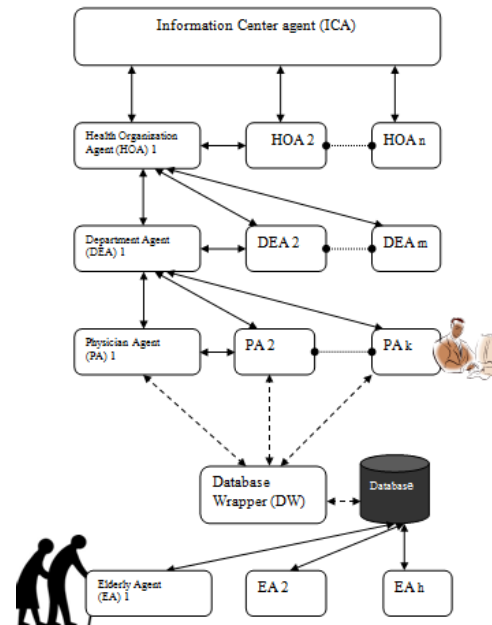 Information Center agent (ICA)
Health Organization
Agent (HOA) 1
HOA 2
HOA n
Department Agent
(DEA) 1
DEA 2
DEA m
Physician Agent
(PA) 1
PA 2
PA k
Database
Wrapper (DW)
Database
Elderly Agent
(EA) 1
EA 2
EA h